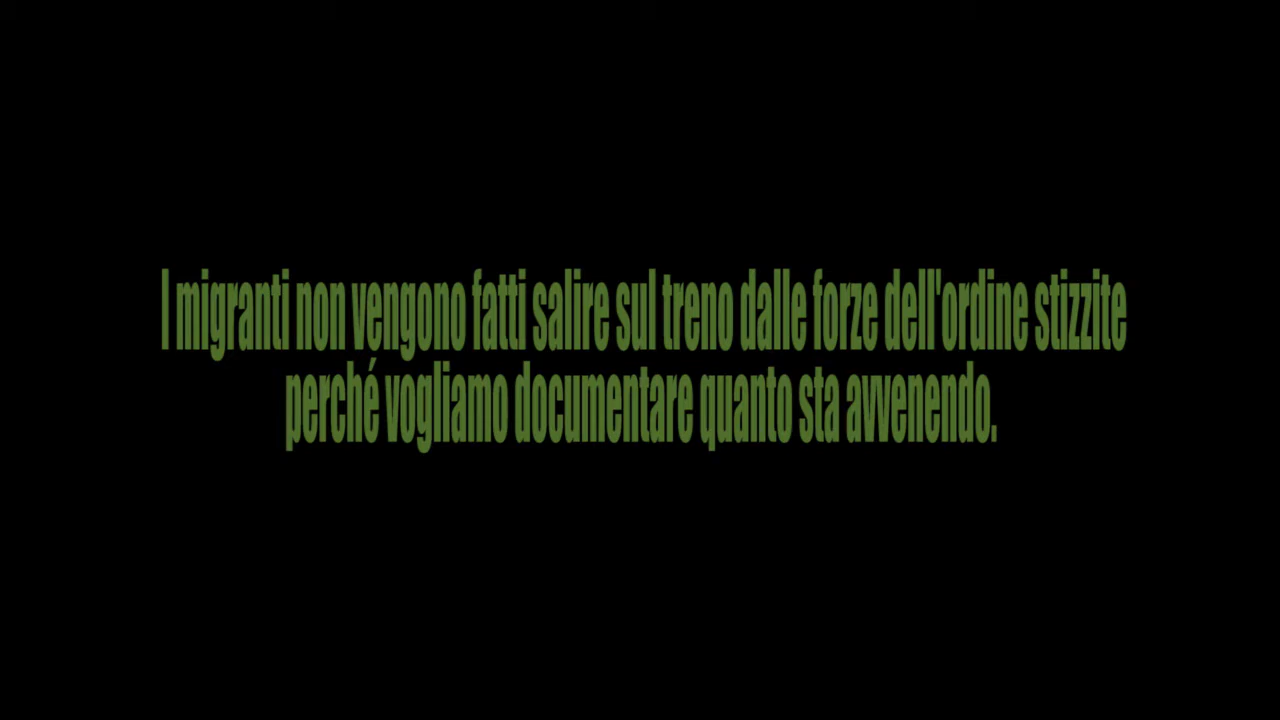 I migranti non vengono fatti salire sul treno dalle forze dell'ordine stizzite
perché vogliamo documentare quanto sta avvenendo.